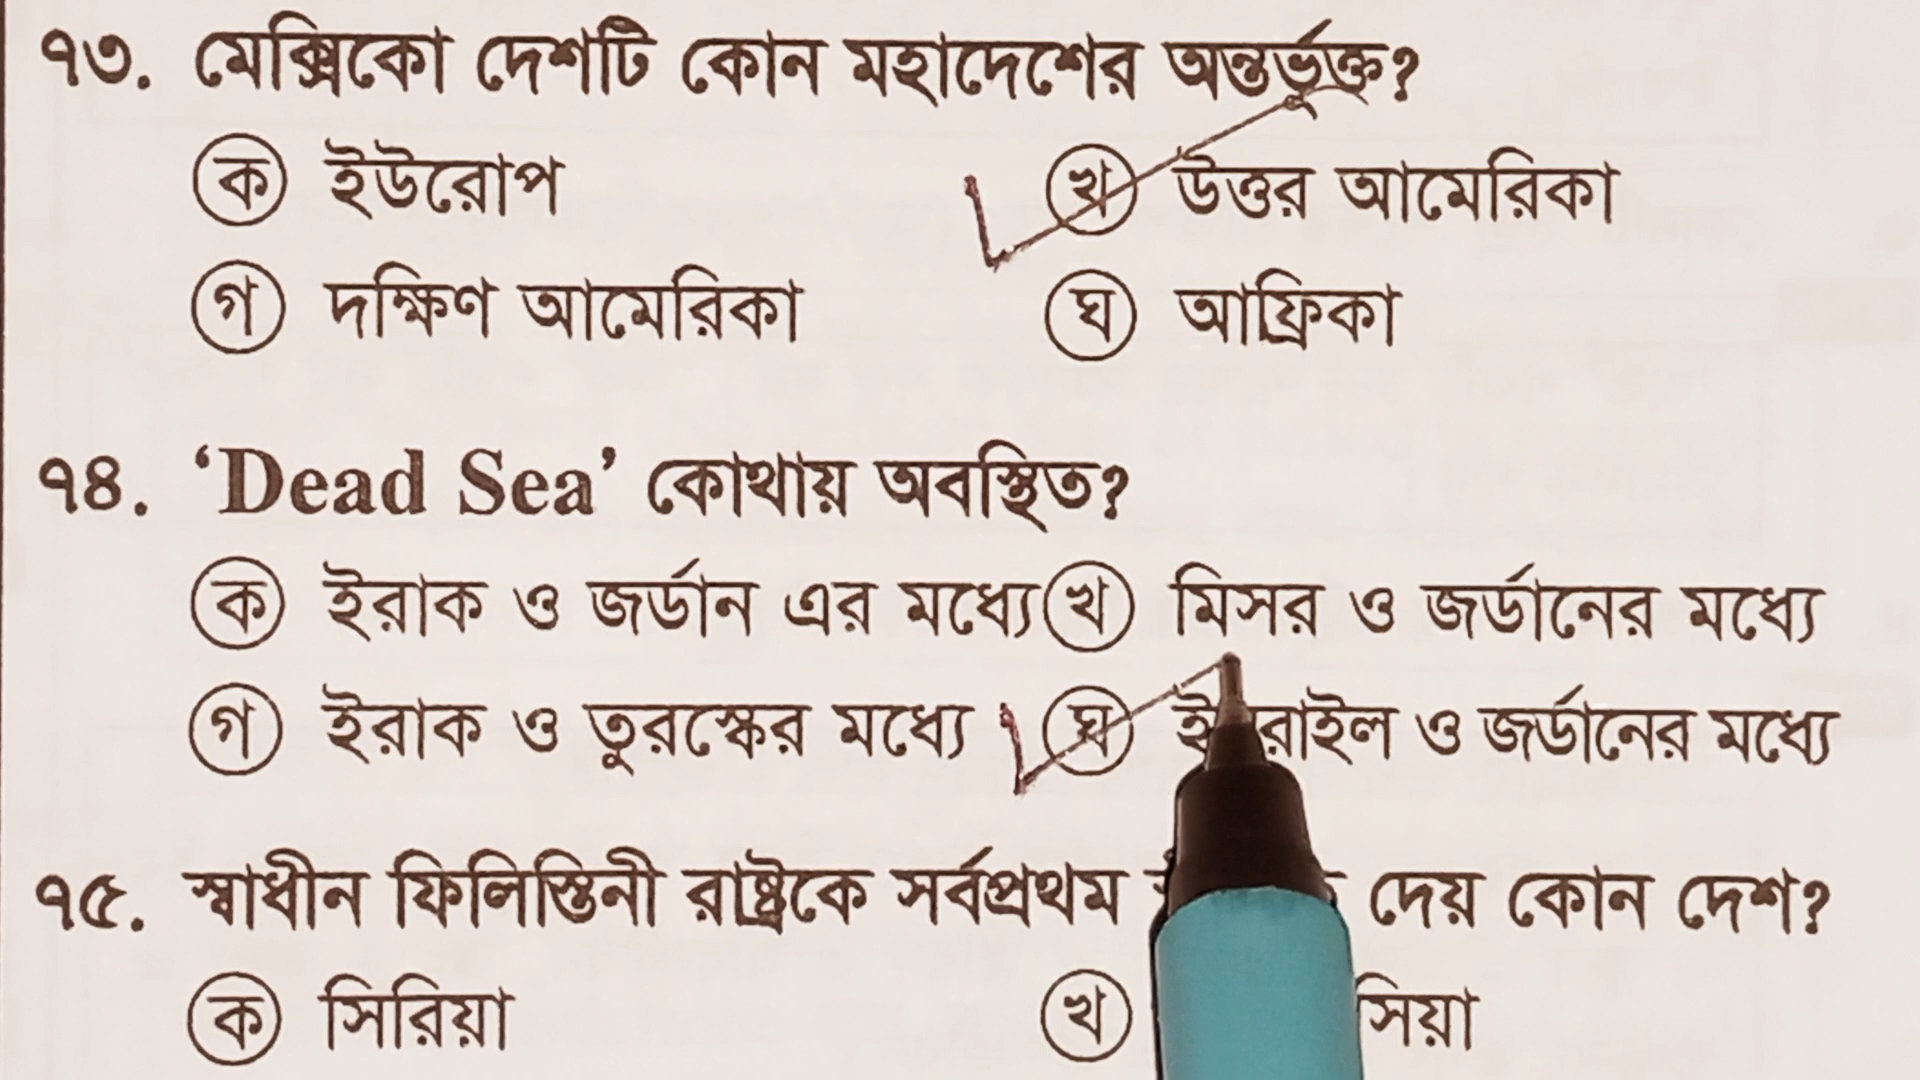 ৭৩. মেক্সিকো দেশটি কোন মহাদেশের অন্তর্ভূক্ত?
ক ইউরোপ খ উত্তর আমেরিকা
গ দক্ষিণ আমেরিকা ঘ আফ্রিকা
৭৪. ‘Dead Sea’ কোথায় অবস্থিত?
ক ইরাক ও জর্ডান এর মধ্যে খ মিসর ও জর্ডানের মধ্যে
গ ইরাক ও তুরস্কের মধ্যে ঘ ও জর্ডানের মধ্যে
৭৫. স্বাধীন ফিলিস্তিনী রাষ্ট্রকে সর্বপ্রথম দেয় কোন দেশ?
ক সিরিয়া খ